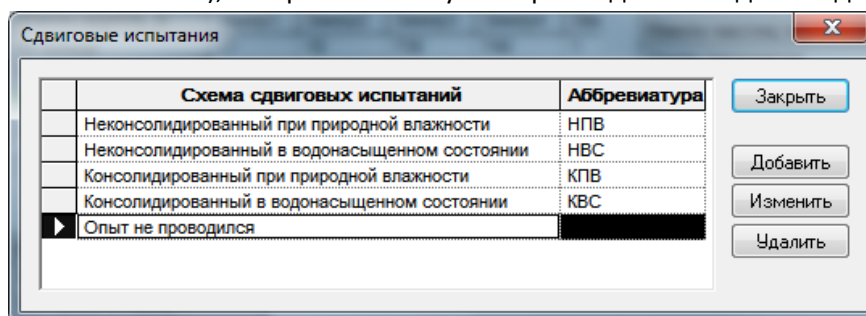 Сдвиговые испытания
Схема сдвиговых испытаний Аббревиатура
Закрыть
Неконсолидированный при природной влажности НПВ
Неконсолидированный в водонасыщенном состоянии НВС
Добавить
Консолидированный при природной влажности КПВ
Консолидированный в водонасыщенном состоянии КВС
Изменить
Опыт не проводился
Удалить